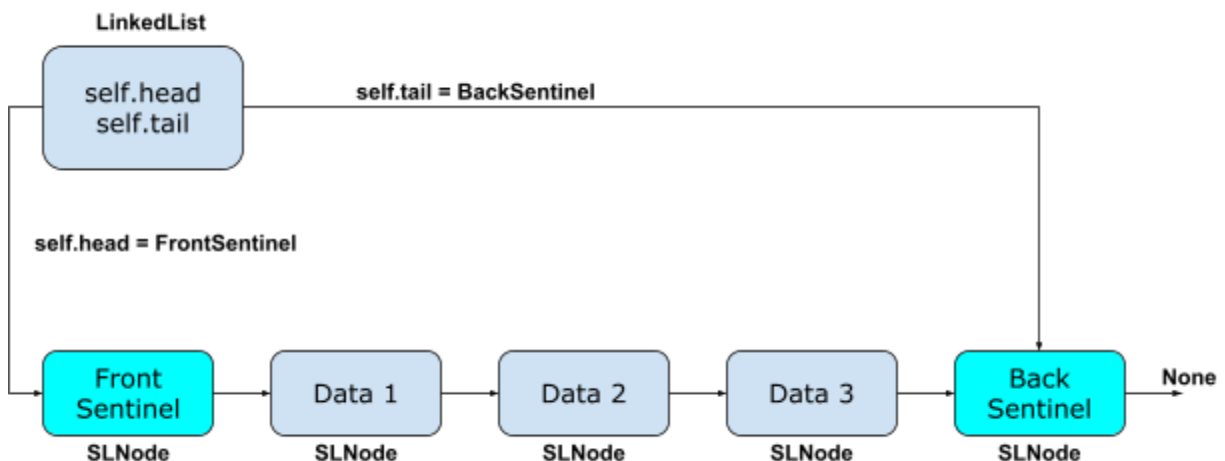 LinkedList
self.head
self.tail
self.tail = BackSentinel
self.head = FrontSentinel
Front
Sentinel
Data 1
Data 2
Data 3
Back
Sentinel
None
SLNode
SLNode
SLNode
SLNode
SLNode